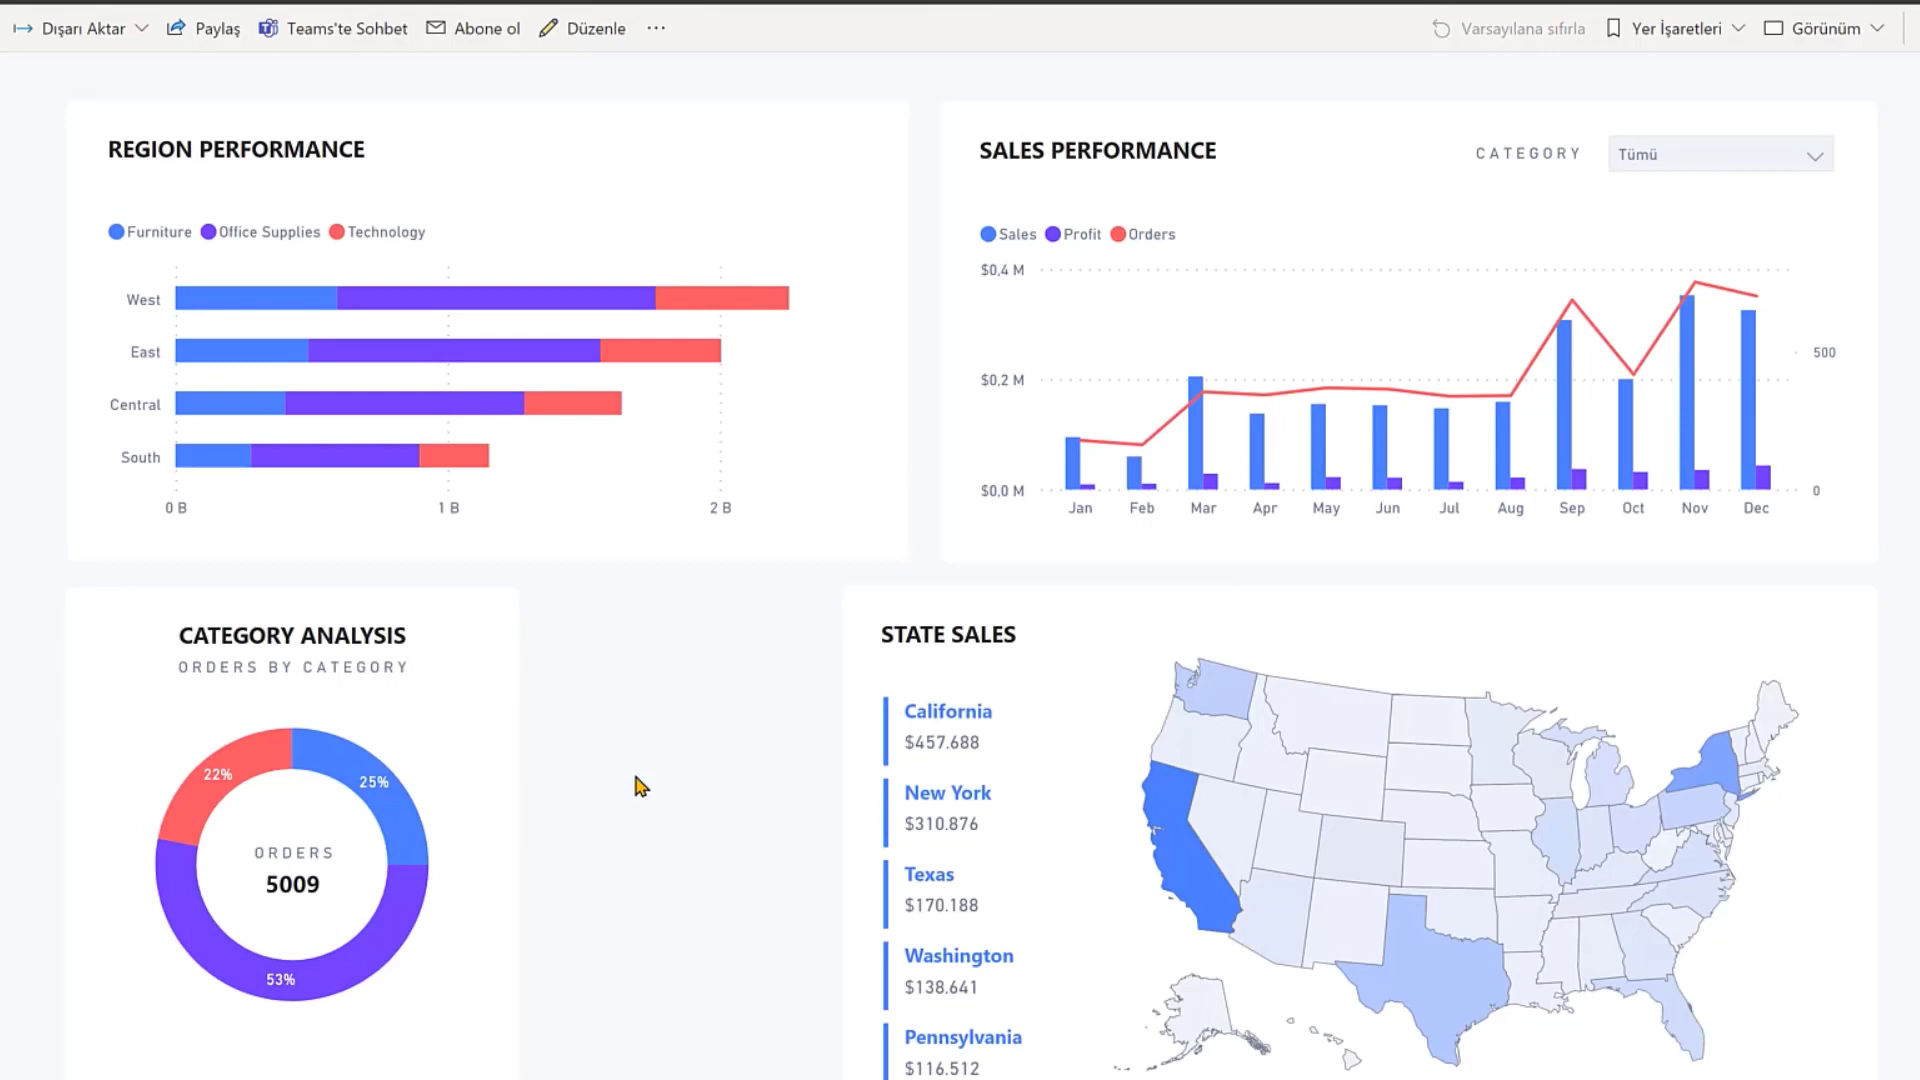 Dışarı Aktar
Paylaş
Teams'te Sohbet
Abone ol
Düzenle
Varsayılana sıfırla
Yer İşaretleri
Görünüm
REGION PERFORMANCE
Furniture Office Supplies Technology
West
East
Central
South
0 B 1 B 2 B
SALES PERFORMANCE
CATEGORY
Tümü
Sales Profit Orders
$0,4 M
$0,2 M
$0,0 M
500
0
Jan Feb Mar Apr May Jun Jul Aug Sep Oct Nov Dec
CATEGORY ANALYSIS
ORDERS BY CATEGORY
22%
25%
53%
ORDERS
5009
STATE SALES
California
$457.688
New York
$310.876
Texas
$170.188
Washington
$138.641
Pennsylvania
$116.512